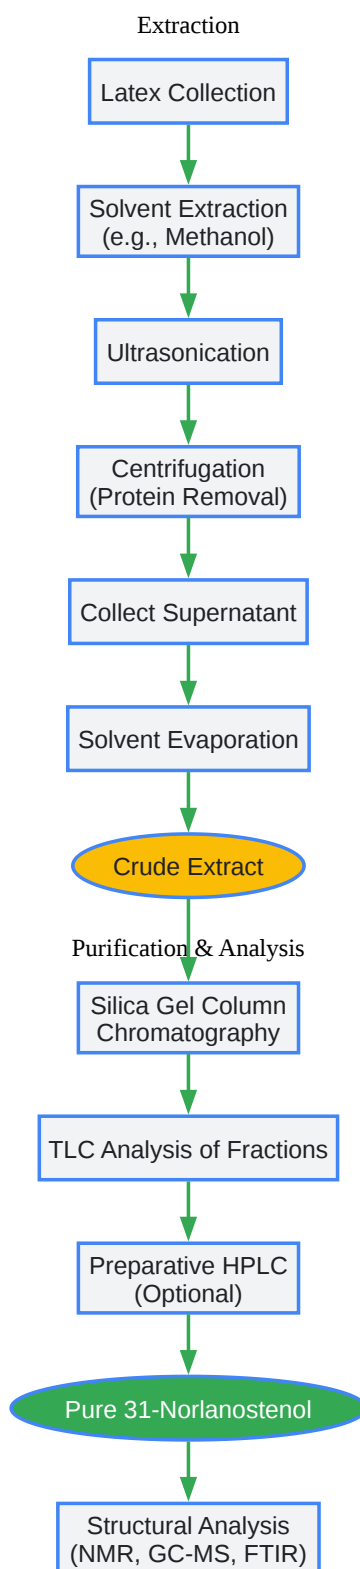 Extraction
Latex Collection
Solvent Extraction
(e.g., Methanol)
Ultrasonication
Centrifugation
(Protein Removal)
Collect Supernatant
Solvent Evaporation
Crude Extract
Purification & Analysis
Silica Gel Column
Chromatography
TLC Analysis of Fractions
Preparative HPLC
(Optional)
Pure 31-Norlanostenol
Structural Analysis
(NMR, GC-MS, FTIR)